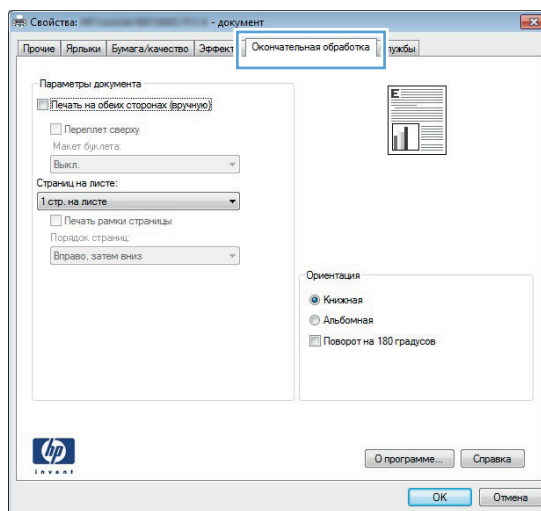 Свойства: - документ
Прочие Ярлыки Бумага/качество Эффект Окончательная обработка лужбы
Параметры документа
Печать на обеих сторонах (вручную)
Переплет сверху
Макет буклета:
Выкл.
Страниц на листе:
1 стр. на листе
Печать рамки страницы
Порядок страниц:
Вправо, затем вниз
E
Ориентация
Книжная
Альбомная
Поворот на 180 градусов
hp
invent
О программе... Справка
OK Отмена